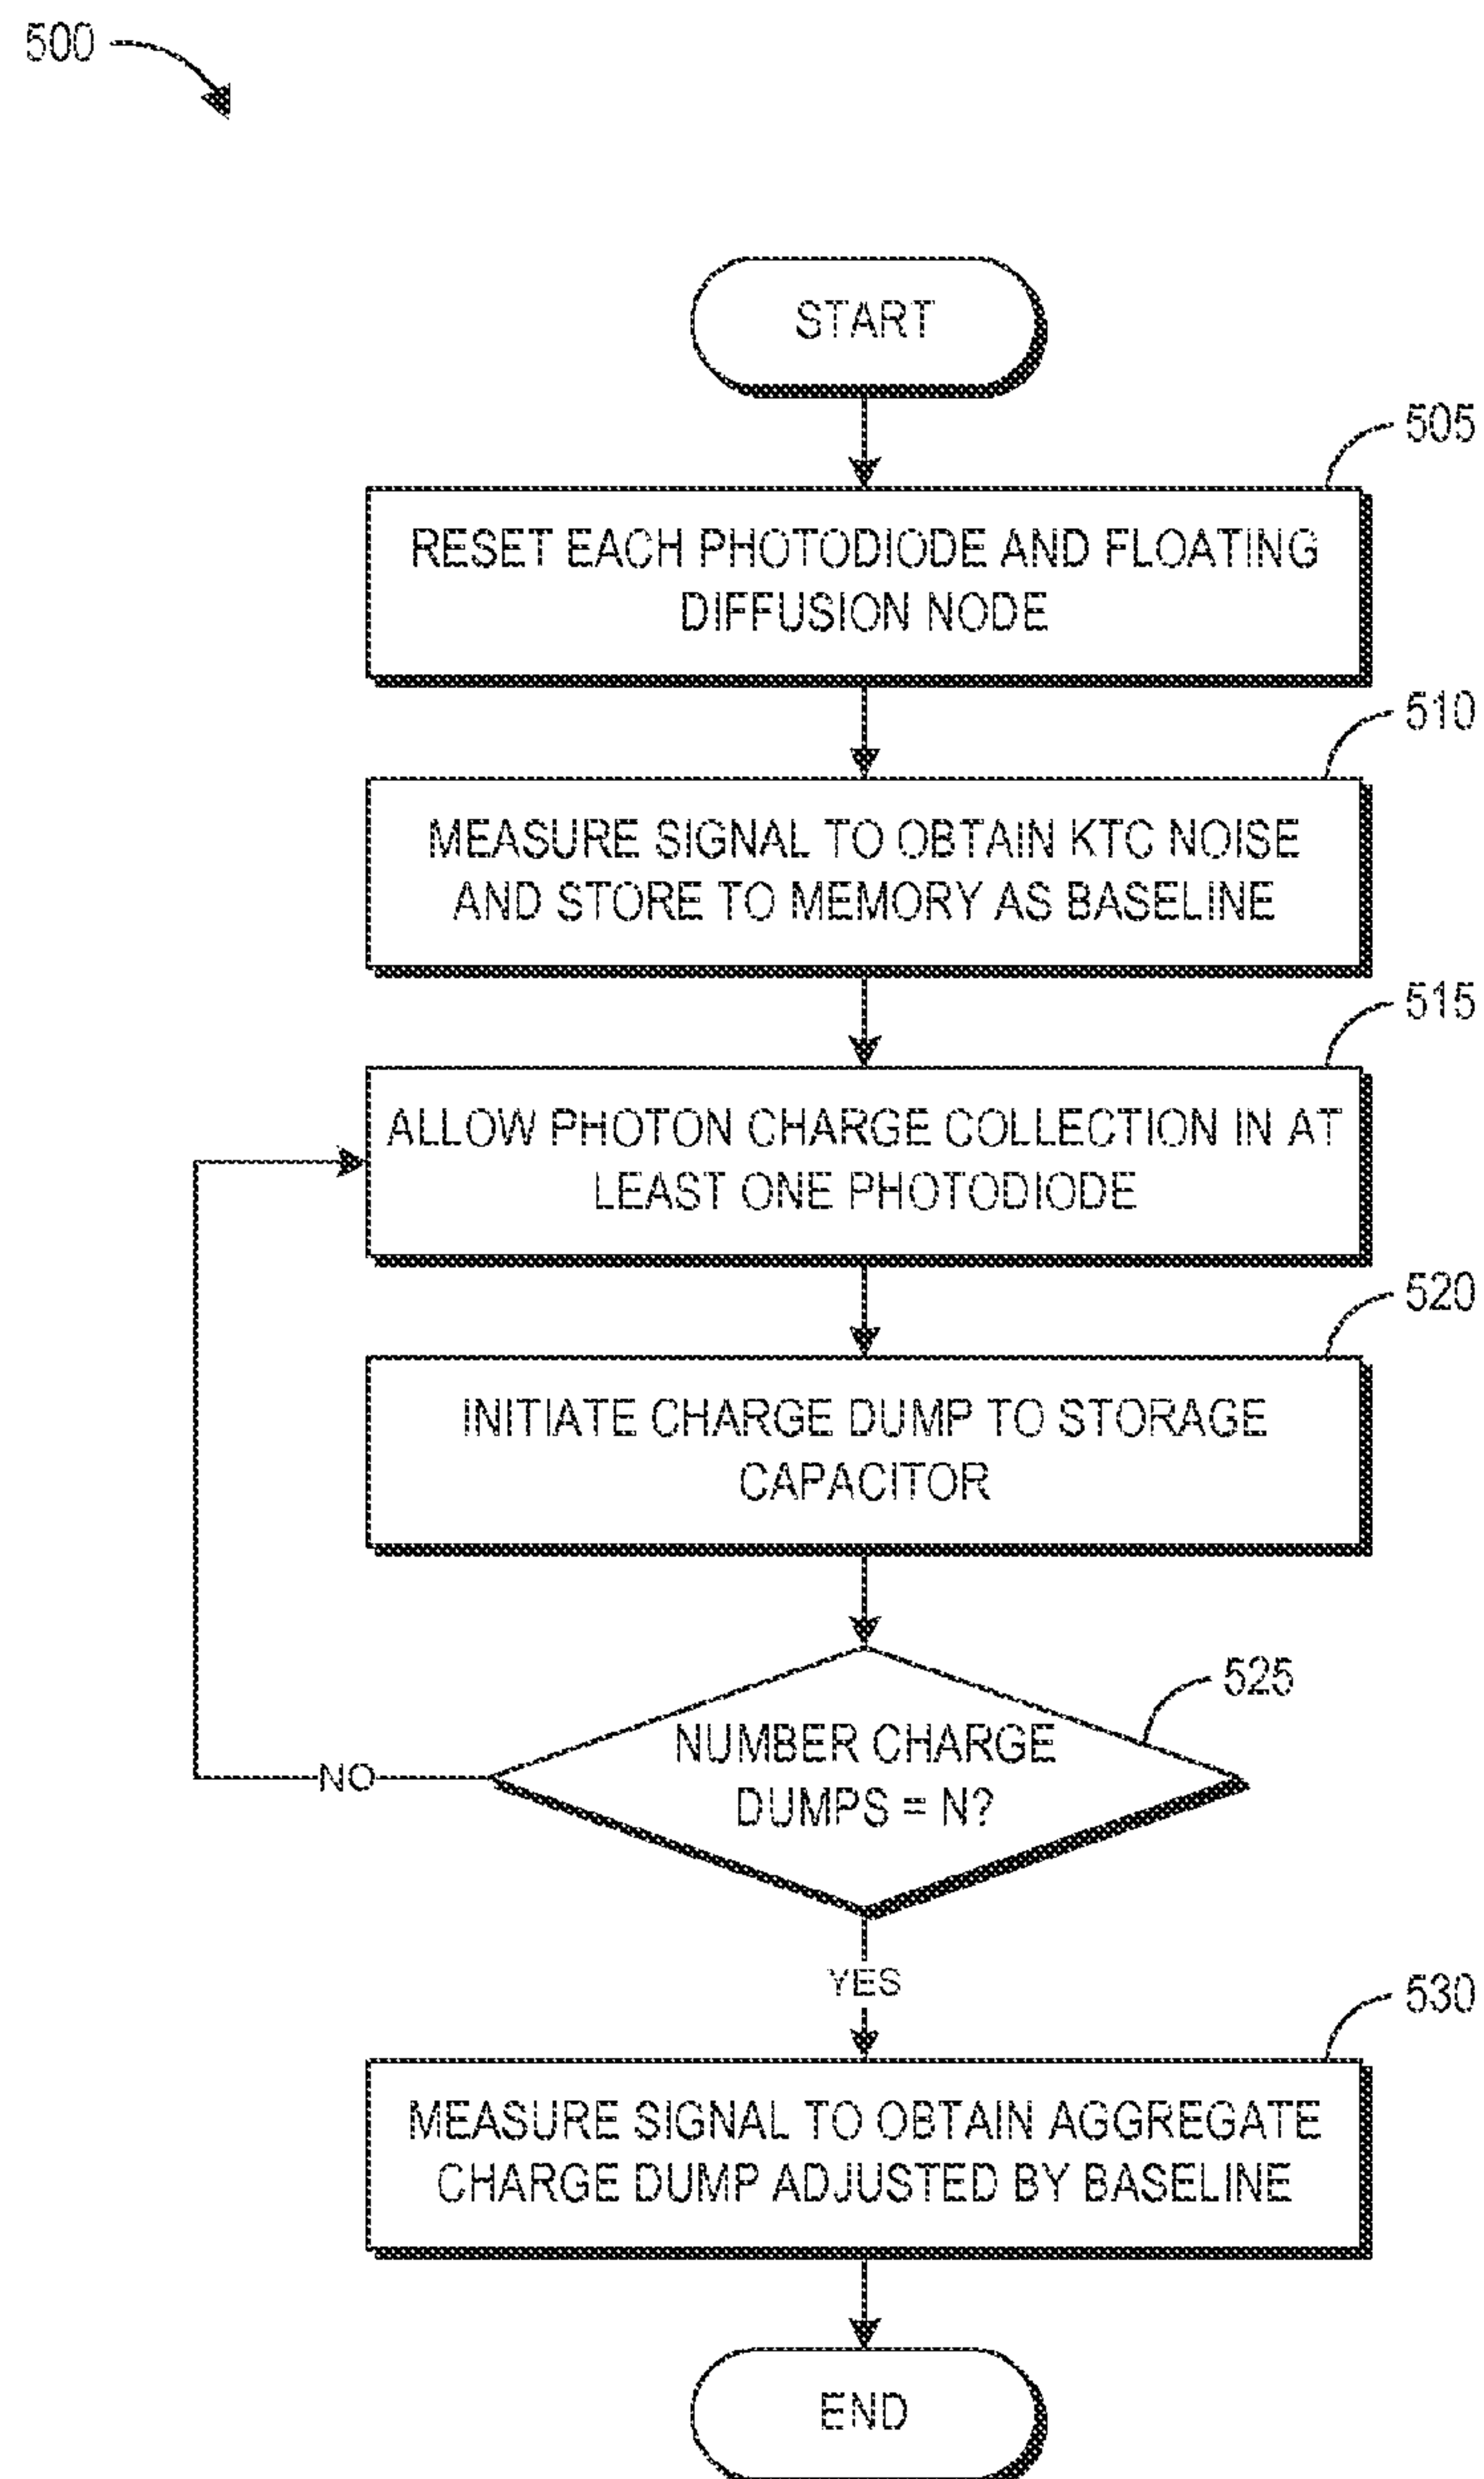 500
START
505
RESET EACH PHOTODIODE AND FLOATING
DIFFUSION NODE
510
MEASURE SIGNAL TO OBTAIN KTC NOISE
AND STORE TO MEMORY AS BASELINE
515
ALLOW PHOTON CHARGE COLLECTION IN AT
LEAST ONE PHOTODIODE
520
INITIATE CHARGE DUMP TO STORAGE
CAPACITOR
525
NUMBER CHARGE
DUMPS = N?
NO
YES
530
MEASURE SIGNAL TO OBTAIN AGGREGATE
CHARGE DUMP ADJUSTED BY BASELINE
END